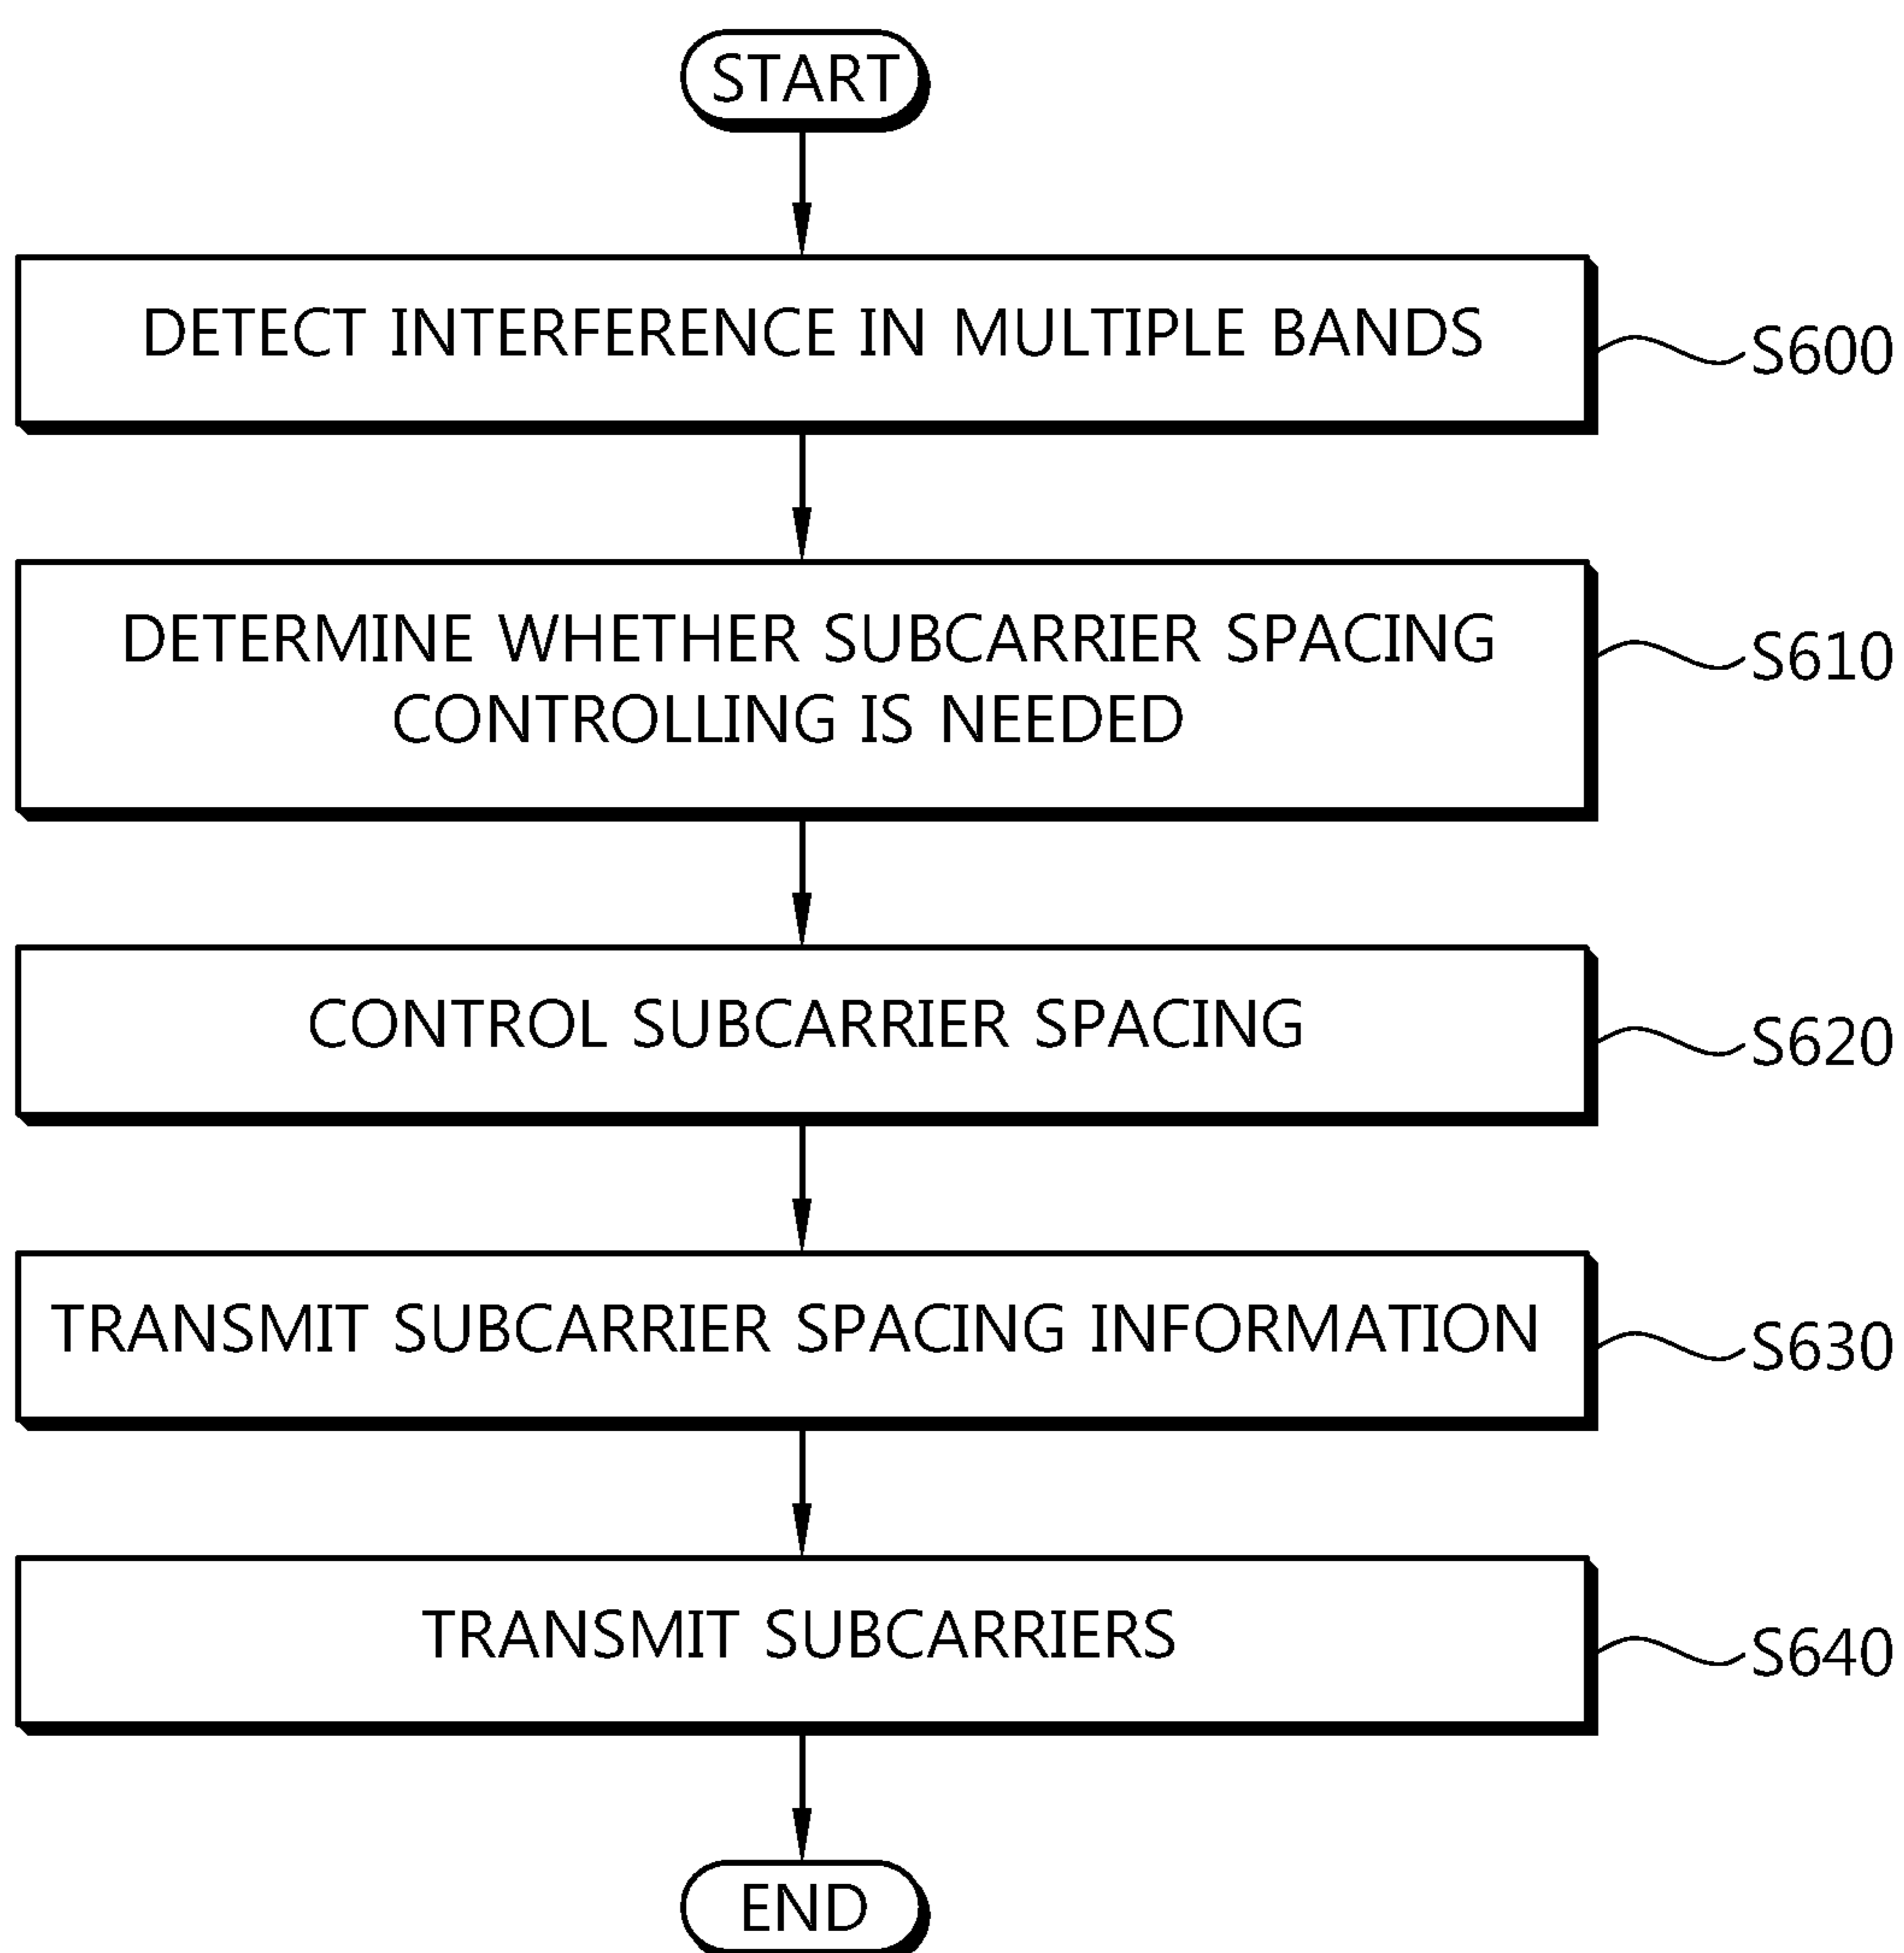 START
DETECT INTERFERENCE IN MULTIPLE BANDS
S600
DETERMINE WHETHER SUBCARRIER SPACING
CONTROLLING IS NEEDED
S610
CONTROL SUBCARRIER SPACING
S620
TRANSMIT SUBCARRIER SPACING INFORMATION
S630
TRANSMIT SUBCARRIERS
S640
END